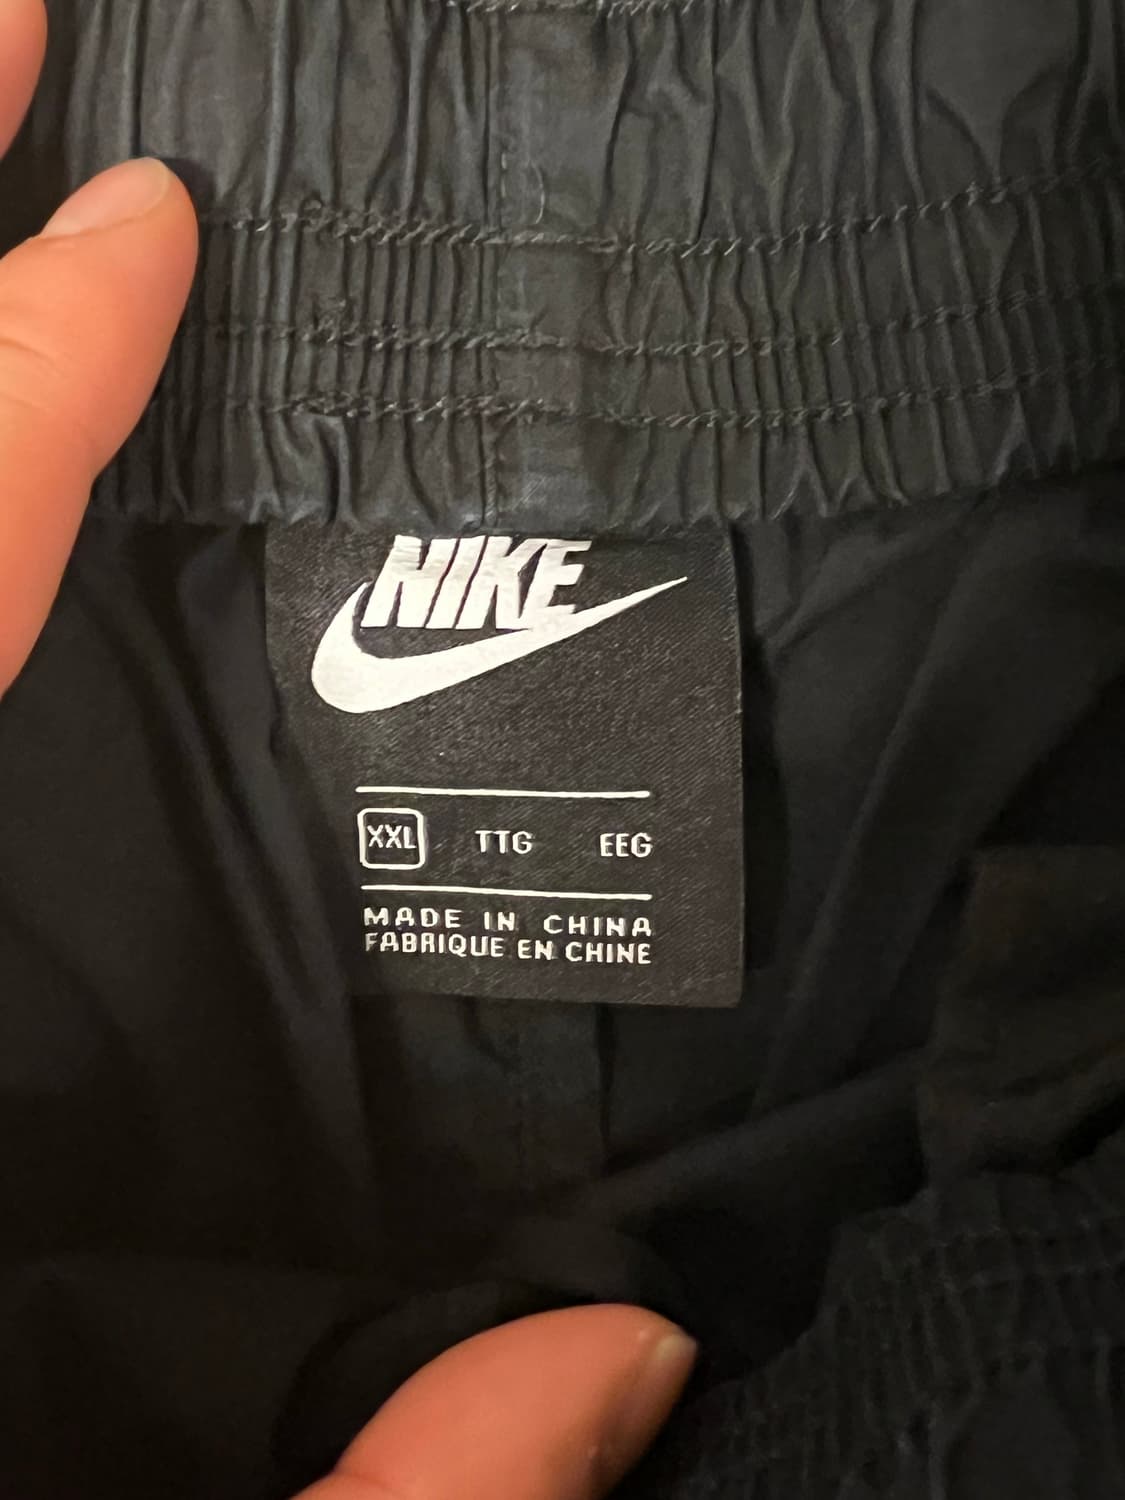 NIKE
XXL TTG EEG
MADE IN CHINA
FABRIQUE EN CHINE